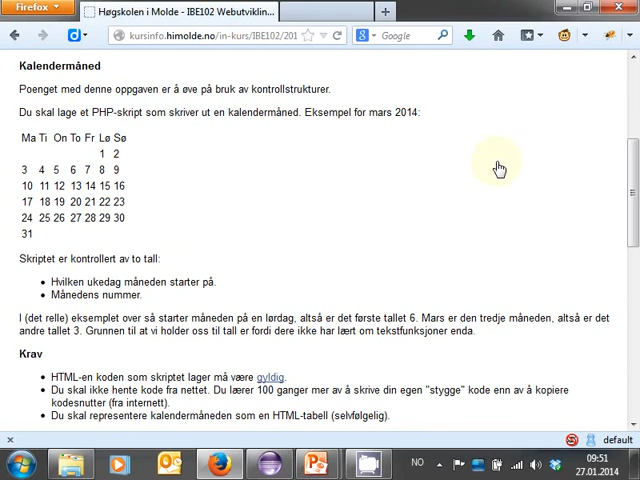 Firefox
Høgskolen i Molde - IBE102 Webutviklin...
kursinfo.himolde.no/in-kurs/IBE102/201
Google
Kalendermåned
Poenget med denne oppgaven er å øve på bruk av kontrollstrukturer.
Du skal lage et PHP-skript som skriver ut en kalendermåned. Eksempel for mars 2014:
Ma Ti On To Fr Lø Sø
1 2
3 4 5 6 7 8 9
10 11 12 13 14 15 16
17 18 19 20 21 22 23
24 25 26 27 28 29 30
31
Skriptet er kontrollert av to tall:
• Hvilken ukedag måneden starter på.
• Månedens nummer.
I (det relle) eksemplet over så starter måneden på en lørdag, altså er det første tallet 6. Mars er den tredje måneden, altså er det
andre tallet 3. Grunnen til at vi holder oss til tall er fordi dere ikke har lært om tekstfunksjoner enda.
Krav
• HTML-en koden som skriptet lager må være gyldig.
• Du skal ikke hente kode fra nettet. Du lærer 100 ganger mer av å skrive din egen "stygge" kode enn av å kopiere
kodesnutter (fra internett).
• Du skal representere kalendermåneden som en HTML-tabell (selvfølgelig).
default
NO
09:51
27.01.2014